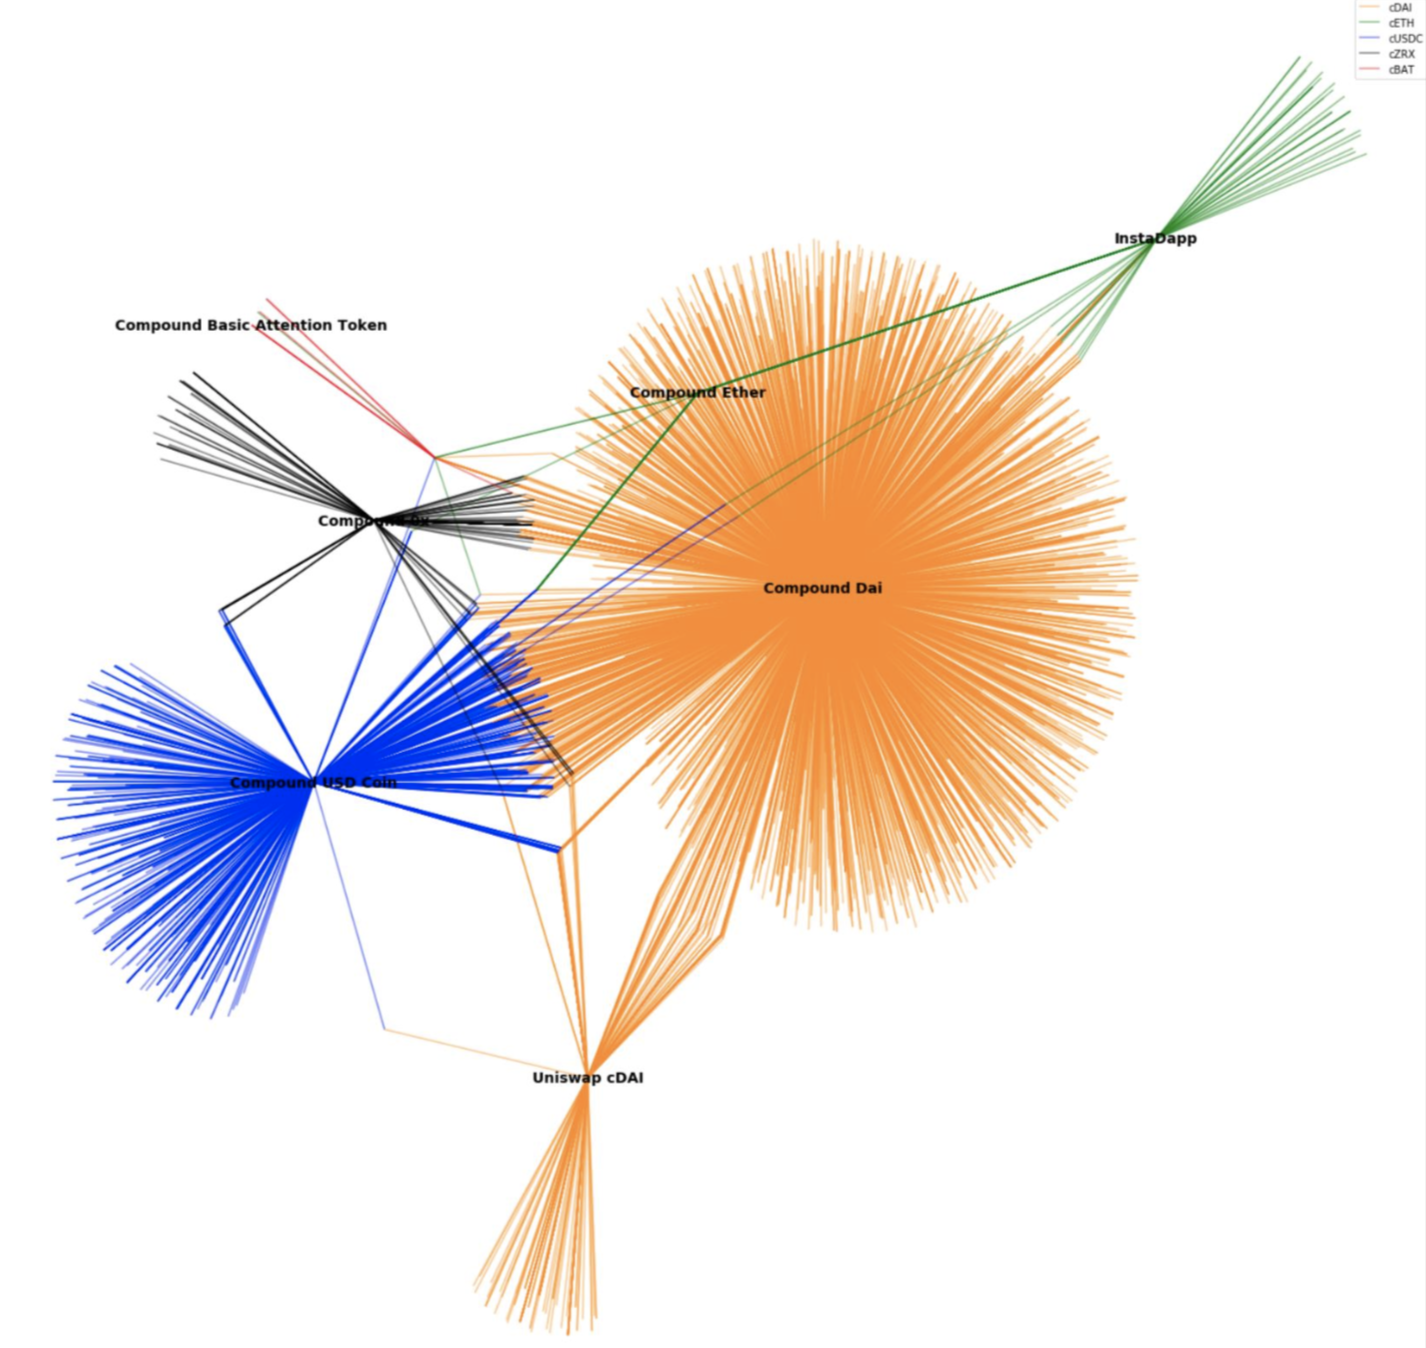 cDAI
cETH
cUSDC
cZRX
cBAT
InstaDapp
Compound Basic Attention Token
Compound Ether
Compound 0x
Compound Dai
Compound USD Coin
Uniswap cDAI